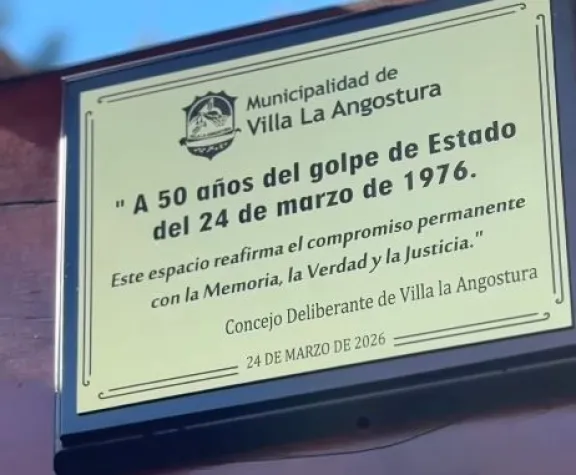 Municipalidad de
Villa La Angostura
" A 50 años del golpe de Estado
del 24 de marzo de 1976.
Este espacio reafirma el compromiso permanente
con la Memoria, la Verdad y la Justicia."
Concejo Deliberante de Villa la Angostura
24 DE MARZO DE 2026